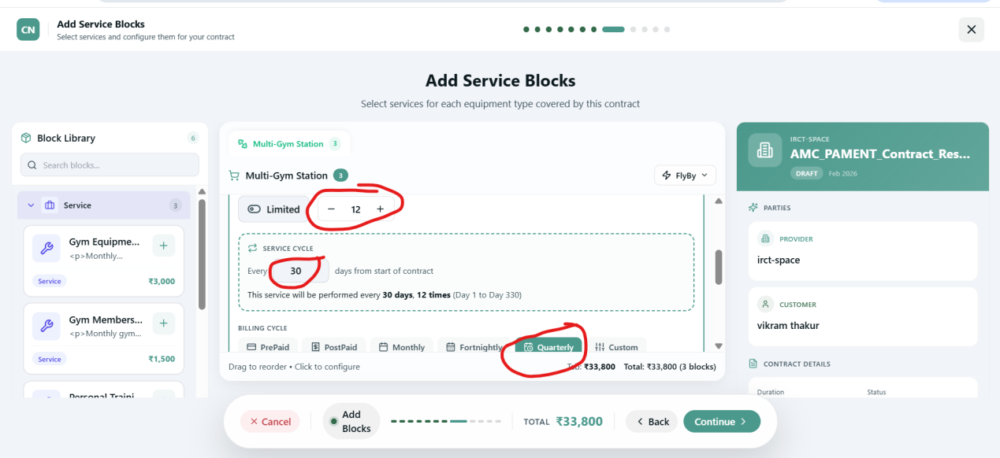 CN
Add Service Blocks
Select services and configure them for your contract
Add Service Blocks
Select services for each equipment type covered by this contract
Block Library 6
Search blocks...
Service 3
Gym Equipme...
<p>Monthly...
Service ₹3,000
Gym Members...
<p>Monthly gym...
Service ₹1,500
Personal Traini
Multi-Gym Station 3
Multi-Gym Station 3
FlyBy
Limited − 12 +
SERVICE CYCLE
Every 30 days from start of contract
This service will be performed every 30 days, 12 times (Day 1 to Day 330)
BILLING CYCLE
PrePaid PostPaid Monthly Fortnightly Quarterly Custom
Drag to reorder • Click to configure
₹33,800 Total: ₹33,800 (3 blocks)
IRCT-SPACE
AMC_PAMENT_Contract_Res...
DRAFT Feb 2026
PARTIES
PROVIDER
irct-space
CUSTOMER
vikram thakur
CONTRACT DETAILS
Duration Status
Cancel
Add Blocks
TOTAL ₹33,800
Back
Continue